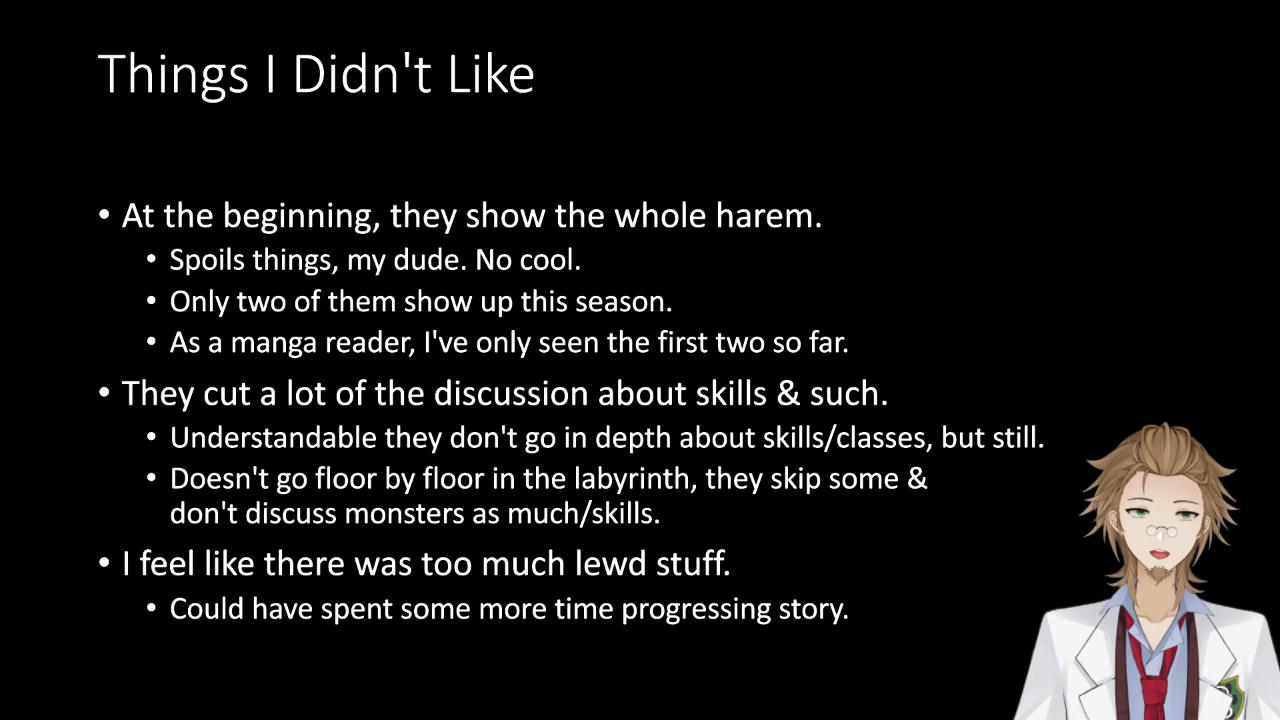 Things I Didn't Like
• At the beginning, they show the whole harem.
• Spoils things, my dude. No cool.
• Only two of them show up this season.
• As a manga reader, I've only seen the first two so far.
• They cut a lot of the discussion about skills & such.
• Understandable they don't go in depth about skills/classes, but still.
• Doesn't go floor by floor in the labyrinth, they skip some &
don't discuss monsters as much/skills.
• I feel like there was too much lewd stuff.
• Could have spent some more time progressing story.